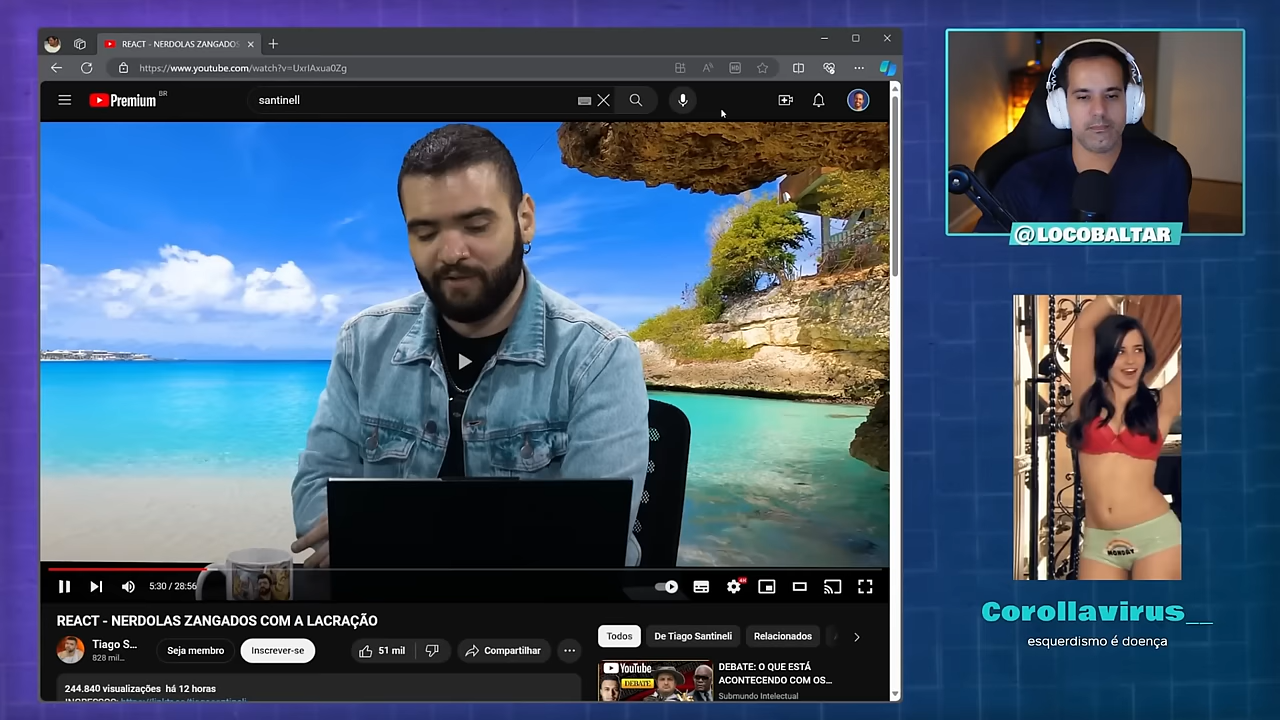 REACT - NERDOLAS ZANGADOS
https://www.youtube.com/watch?v=UxrIAxua0Zg
Premium BR
santinell
5:30 / 28:56
REACT - NERDOLAS ZANGADOS COM A LACRAÇÃO
Tiago S...
828 mil...
Seja membro
Inscrever-se
51 mil
Compartilhar
244.840 visualizações há 12 horas
Todos
De Tiago Santineli
Relacionados
YouTube
DEBATE
DEBATE: O QUE ESTÁ
ACONTECENDO COM OS...
Submundo Intelectual
@LOCOBALTAR
MONDAY
Corollavirus__
esquerdismo é doença